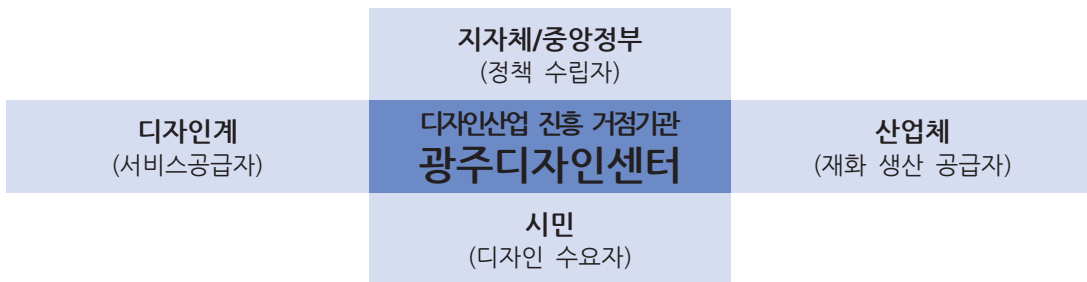 지자체/중앙정부
(정책 수립자)
디자인계
(서비스공급자)
디자인산업 진흥 거점기관
광주디자인센터
산업체
(재화 생산 공급자)
시민
(디자인 수요자)